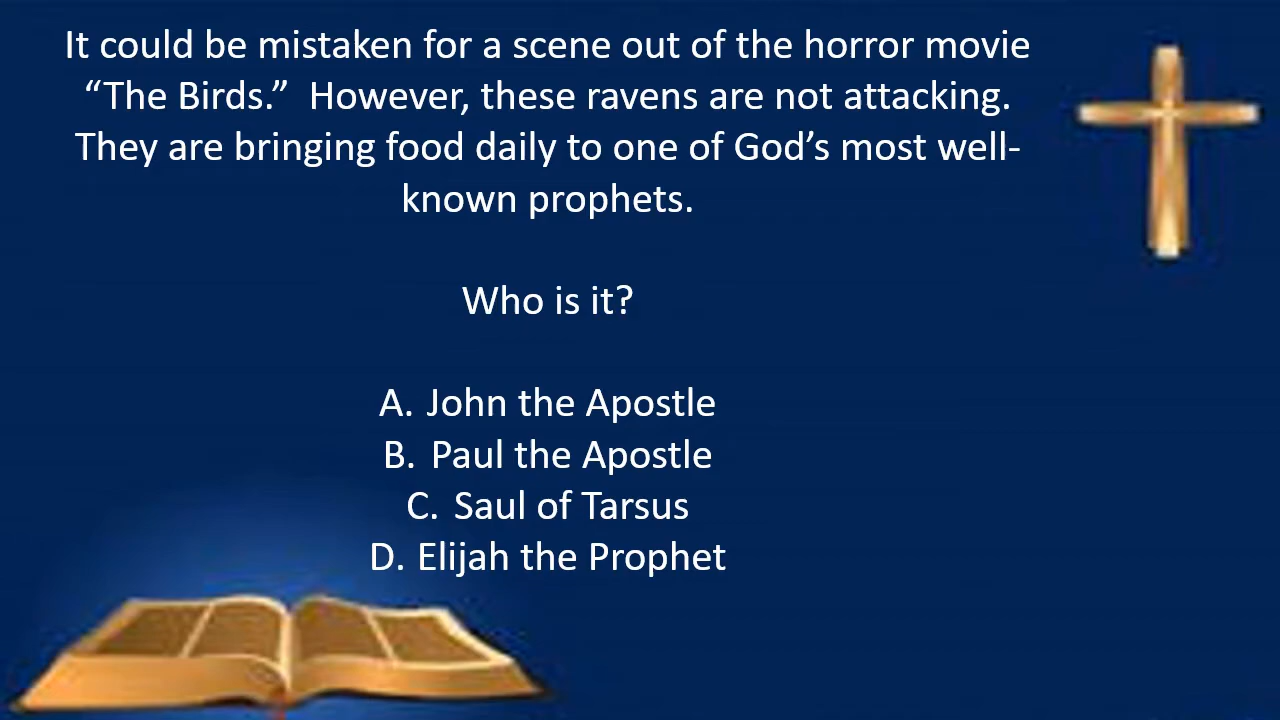 It could be mistaken for a scene out of the horror movie
“The Birds.”  However, these ravens are not attacking.
They are bringing food daily to one of God’s most well-
known prophets.
Who is it?
A. John the Apostle
B. Paul the Apostle
C. Saul of Tarsus
D. Elijah the Prophet